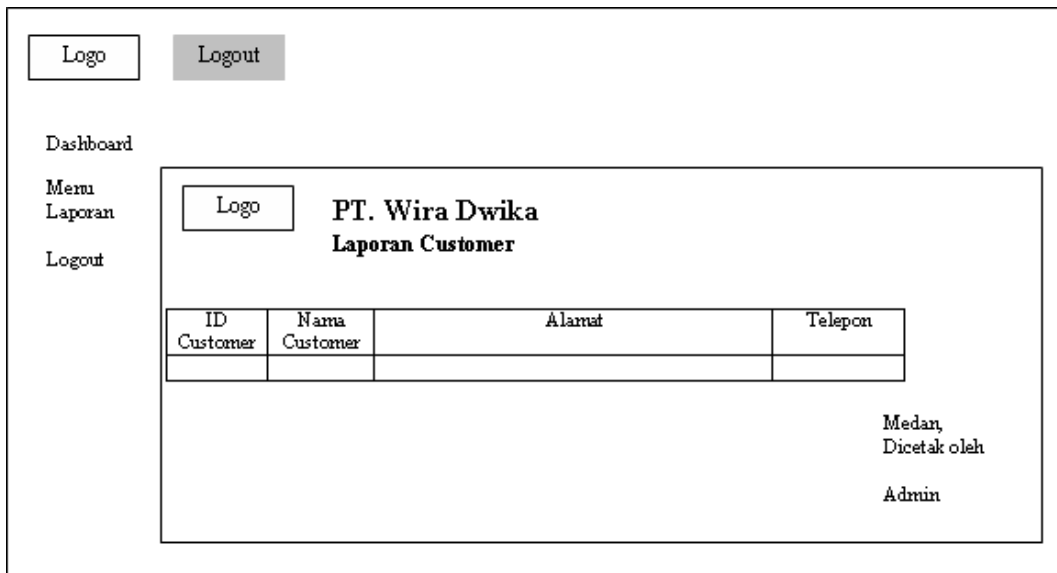 Logo
Logout
Dashboard
Menu
Laporan
Logout
Logo
PT. Wira Dwika
Laporan Customer
ID
Customer
Nama
Customer
Alamat
Telepon
Medan,
Dicetak oleh
Admin